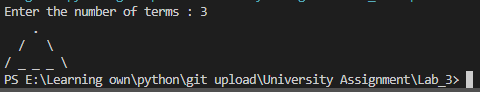 Enter the number of terms : 3
    .
  /   \
/ _ _ _ \
PS E:\Learning own\python\git upload\University Assignment\Lab_3>